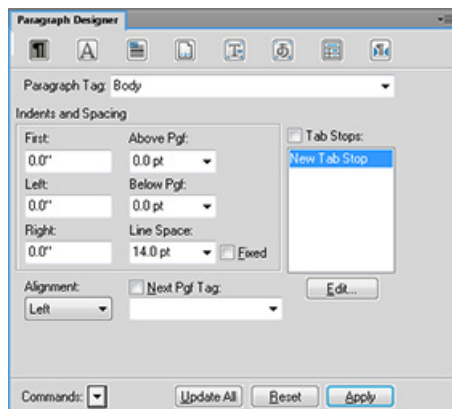 Paragraph Designer
Paragraph Tag: Body
Indents and Spacing
First: Above Pgf: Tab Stops:
0.0" 0.0 pt New Tab Stop
Left: Below Pgf:
0.0" 0.0 pt
Right: Line Space:
0.0" 14.0 pt Fixed
Alignment: Next Pgf Tag: Edit...
Left
Commands: Update All Reset Apply